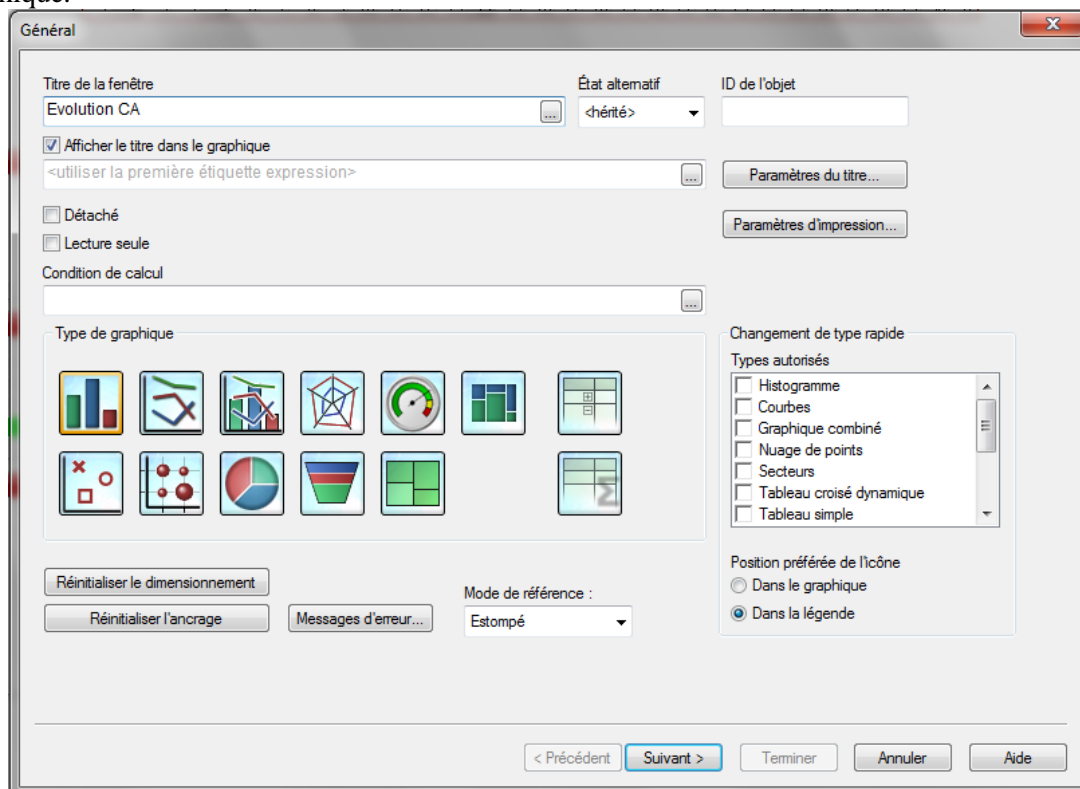 Général
Titre de la fenêtre
État alternatif
ID de l'objet
Evolution CA
...
<hérité>
Afficher le titre dans le graphique
<utiliser la première étiquette expression>
...
Paramètres du titre...
Détaché
Paramètres d'impression...
Lecture seule
Condition de calcul
...
Type de graphique
Changement de type rapide
Types autorisés
Histogramme
Courbes
Graphique combiné
Nuage de points
Secteurs
Tableau croisé dynamique
Tableau simple
Position préférée de l'icône
Dans le graphique
Dans la légende
Réinitialiser le dimensionnement
Mode de référence :
Réinitialiser l'ancrage
Messages d'erreur...
Estompé
< Précédent
Suivant >
Terminer
Annuler
Aide